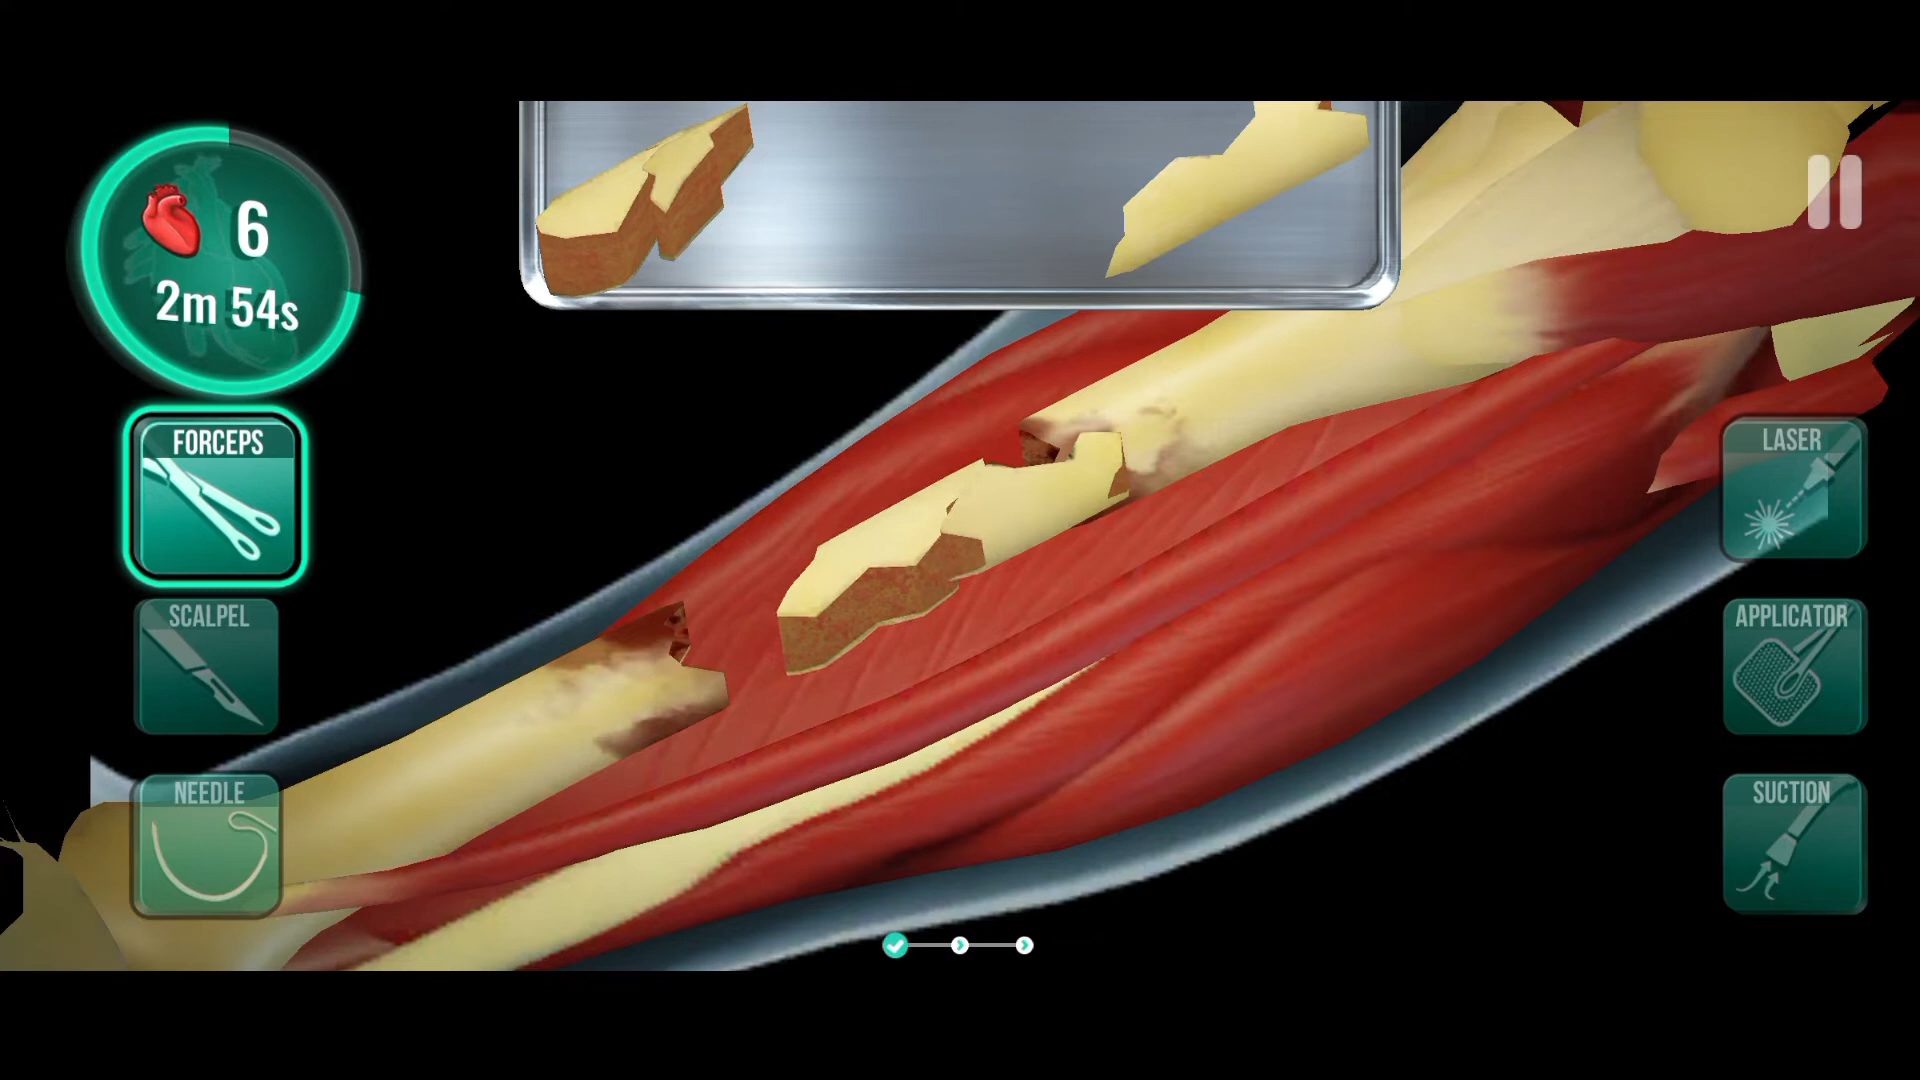 6
2m 54s
FORCEPS
SCALPEL
NEEDLE
LASER
APPLICATOR
SUCTION